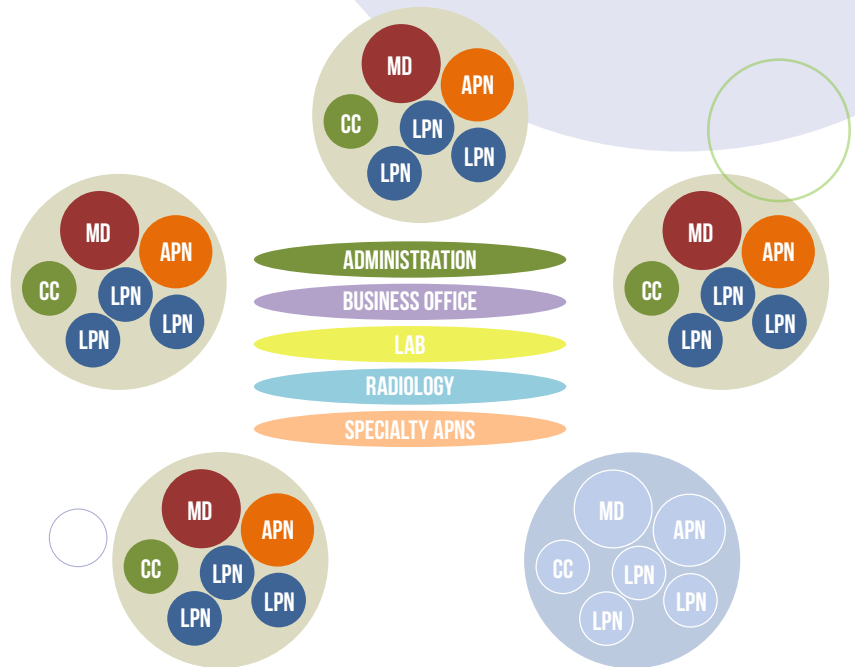 MD
APN
CC
LPN
LPN
LPN
MD
APN
CC
LPN
LPN
LPN
ADMINISTRATION
BUSINESS OFFICE
LAB
RADIOLOGY
SPECIALTY APNS
MD
APN
CC
LPN
LPN
LPN
MD
APN
CC
LPN
LPN
LPN
MD
APN
CC
LPN
LPN
LPN